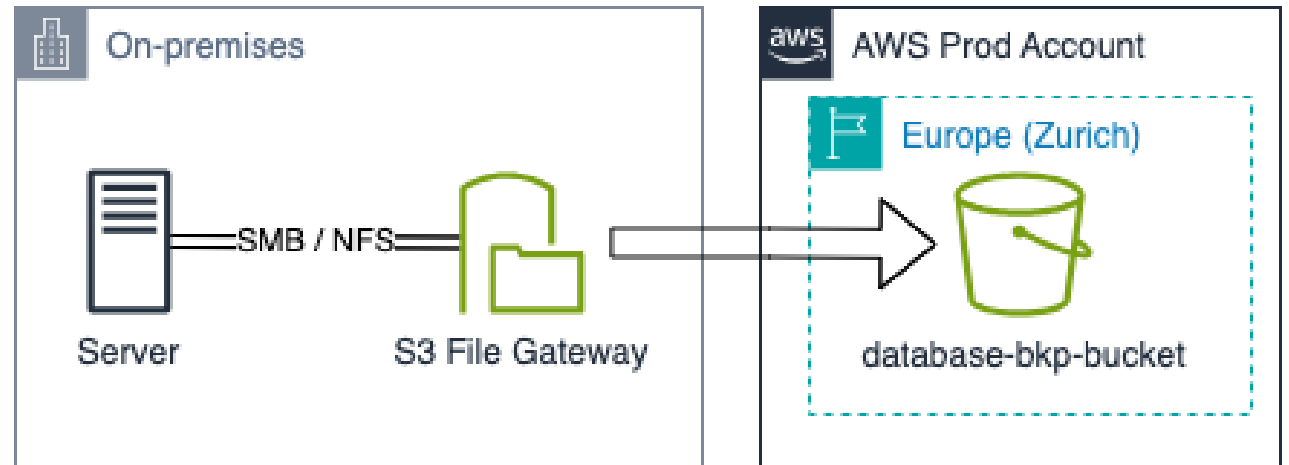 On-premises
aws
AWS Prod Account
Europe (Zurich)
SMB / NFS
Server
S3 File Gateway
database-bkp-bucket